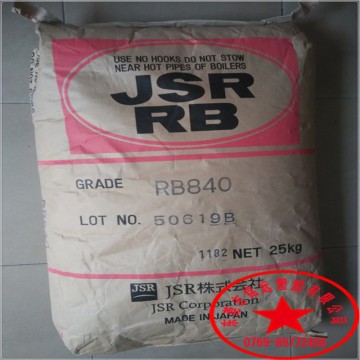 USE NO HOOKS DO NOT STOW
NEAR HOT PIPES OF BOILERS
JSR
RB
GRADE RB840
LOT NO. 50619B
1182 NET 25kg
JSR JSR株式会社
JSR Corporation
MADE IN JAPAN